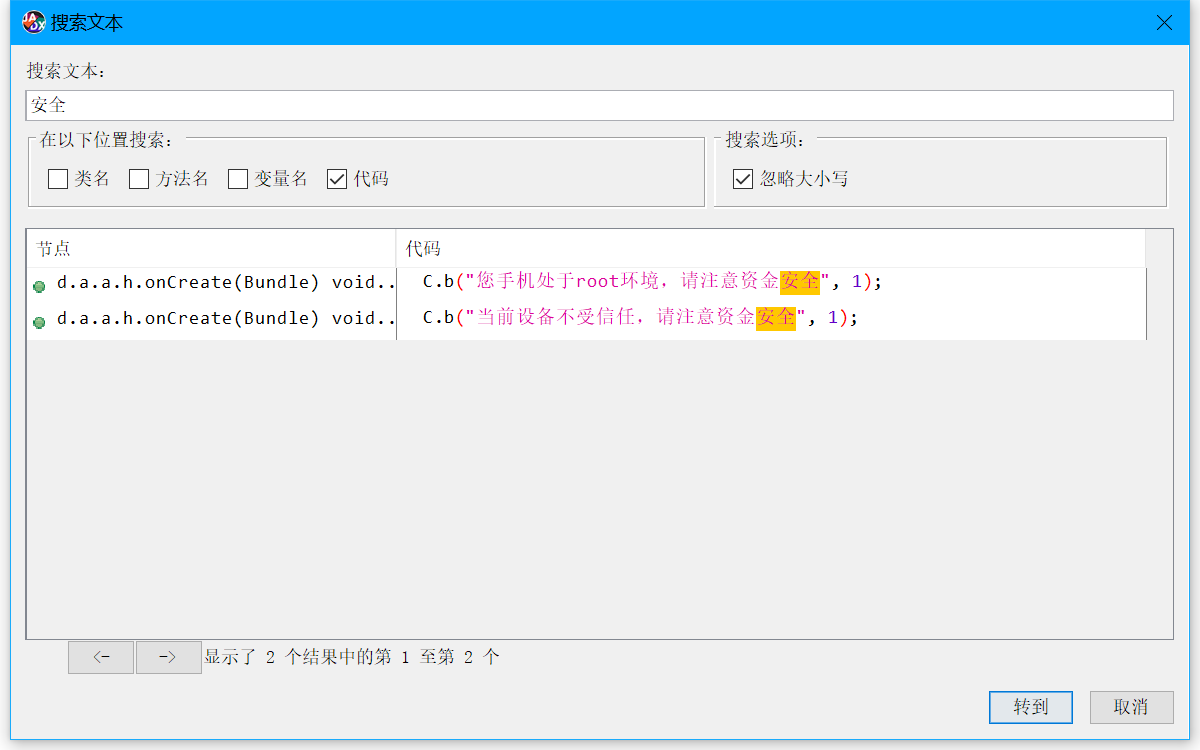 搜索文本
搜索文本:
安全
在以下位置搜索: 搜索选项:
类名 方法名 变量名 代码 忽略大小写
节点 代码
d.a.a.h.onCreate(Bundle) void.. C.b("您手机处于root环境，请注意资金安全", 1);
d.a.a.h.onCreate(Bundle) void.. C.b("当前设备不受信任，请注意资金安全", 1);
<- -> 显示了 2 个结果中的第 1 至第 2 个
转到 取消